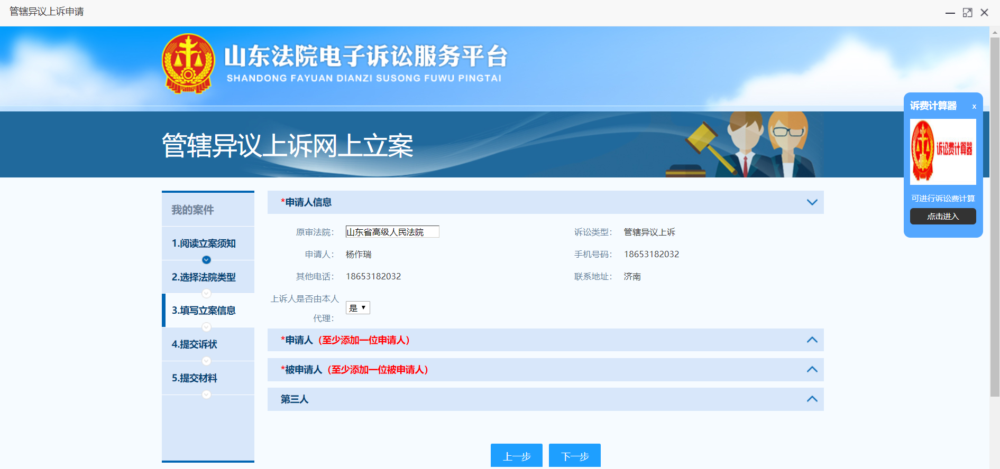 管辖异议上诉申请
山东法院电子诉讼服务平台
SHANDONG FAYUAN DIANZI SUSONG FUWU PINGTAI
管辖异议上诉网上立案
诉费计算器 x
诉讼费计算器
可进行诉讼费计算
点击进入
我的案件
1.阅读立案须知
2.选择法院类型
3.填写立案信息
4.提交诉状
5.提交材料
*申请人信息
原审法院： 山东省高级人民法院 诉讼类型： 管辖异议上诉
申请人： 杨作瑞 手机号码： 18653182032
其他电话： 18653182032 联系地址： 济南
上诉人是否由本人
代理： 是
*申请人（至少添加一位申请人）
*被申请人（至少添加一位被申请人）
第三人
上一步 下一步